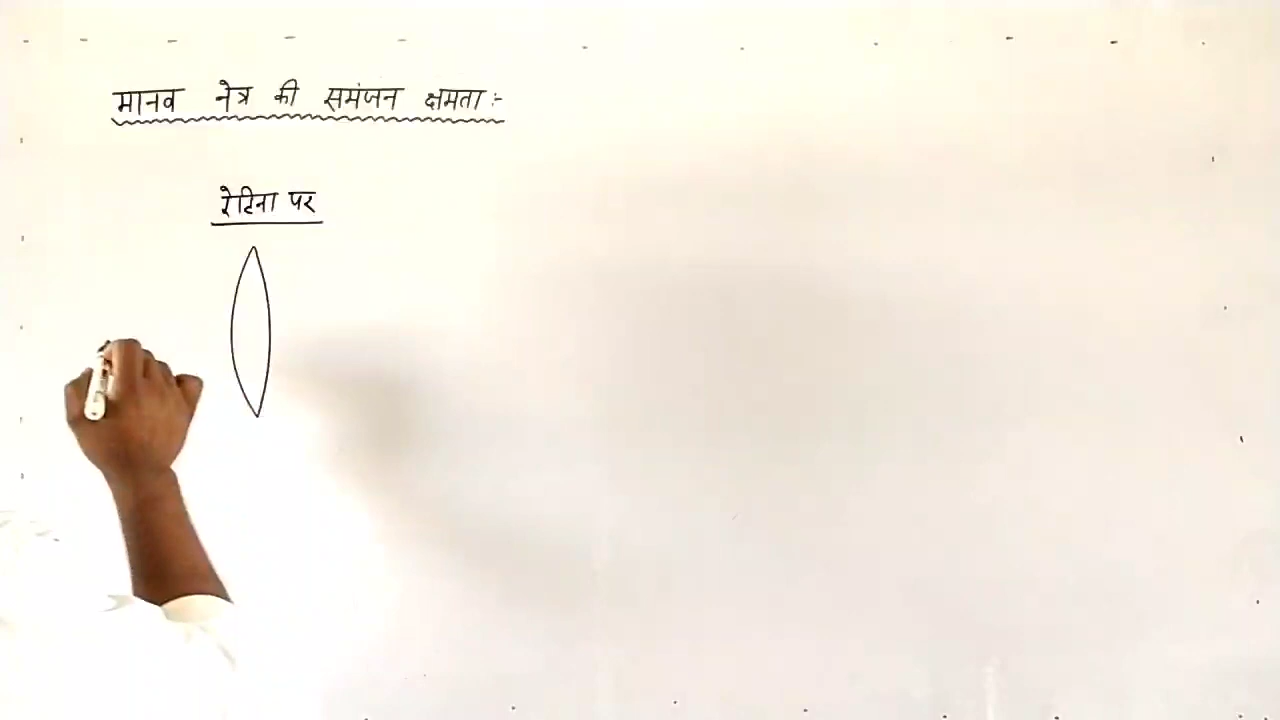 मानव नेत्र की समंजन क्षमता :-
रेटिना पर